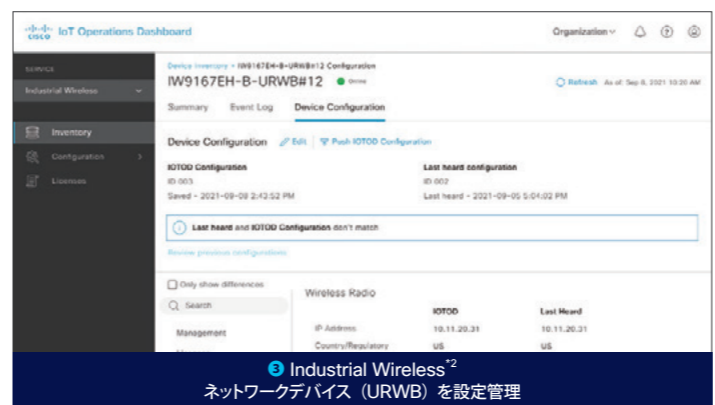 CISCO IoT Operations Dashboard
Organization
SERVICE
Industrial Wireless
Inventory
Configuration
Licenses
Device Inventory > IW9167EH-B-URWB#12 Configuration
IW9167EH-B-URWB#12 Online
Refresh As of: Sep 8, 2021 10:20 AM
Summary Event Log Device Configuration
Device Configuration Edit Push IOTOD Configuration
IOTOD Configuration Last heard configuration
ID 003 ID 002
Saved - 2021-09-09 2:43:52 PM Last heard - 2021-09-05 5:04:02 PM
Last heard and IOTOD Configuration don't match
Review previous configurations
Only show differences
Search
Management
Wireless Radio
IOTOD Last Heard
IP Address 10.11.20.31 10.11.20.31
Country/Regulatory US US
❸ Industrial Wireless*2
ネットワークデバイス（URWB）を設定管理